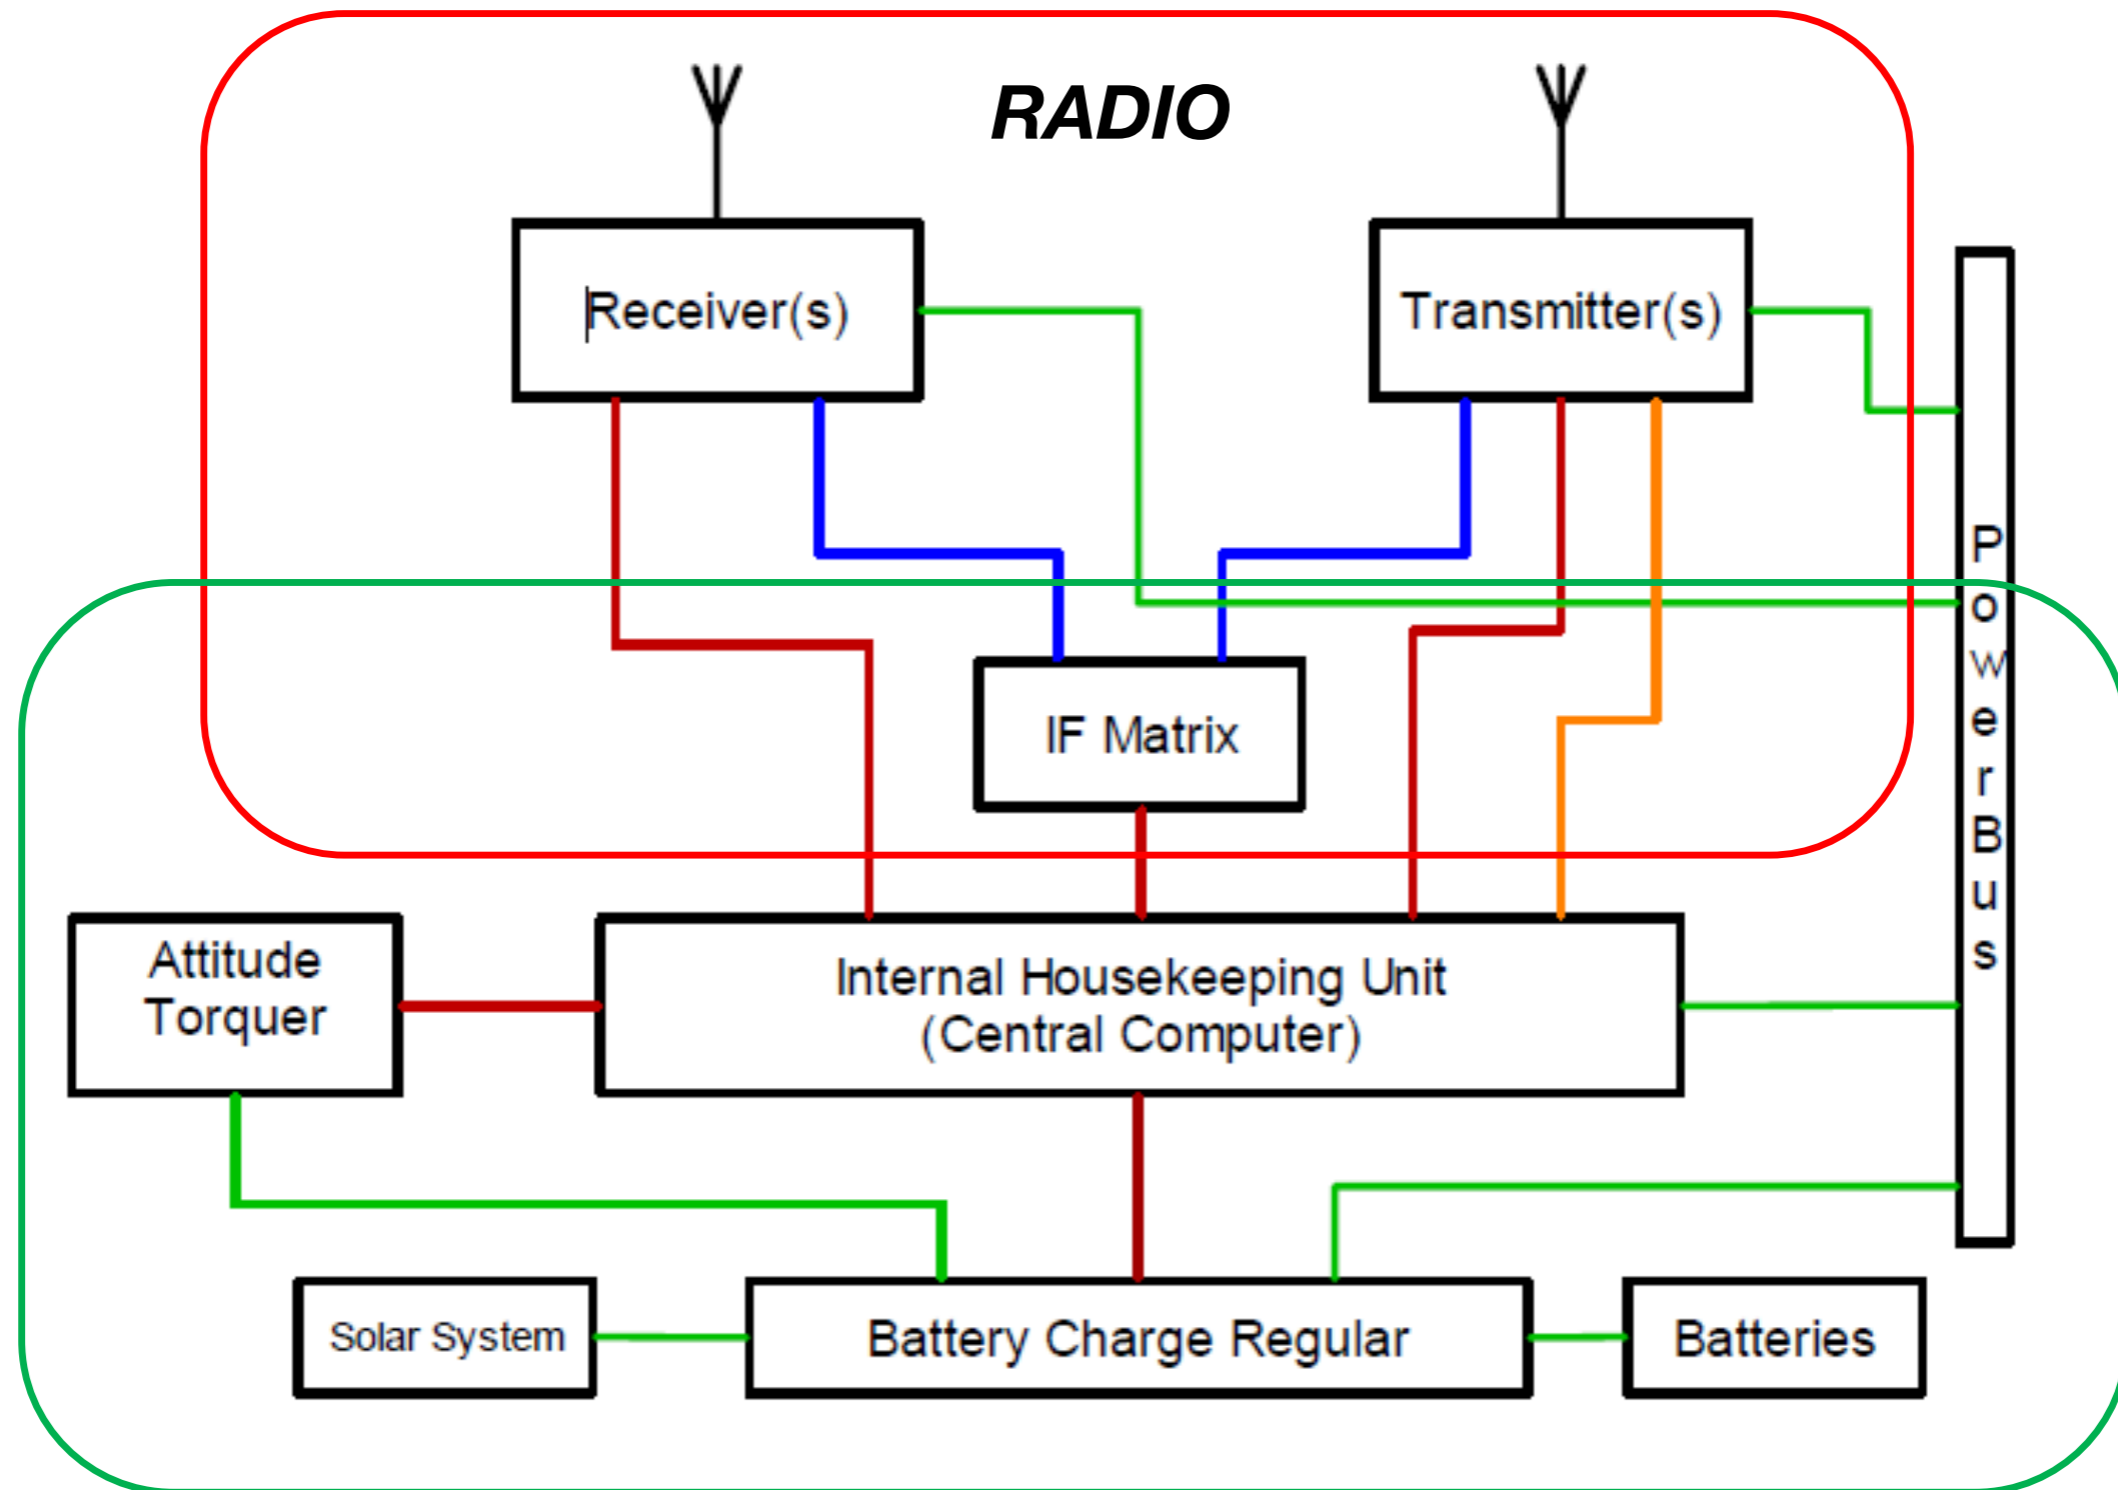 RADIO
Receiver(s)
Transmitter(s)
P
o
w
e
r
B
u
s
IF Matrix
Attitude
Torquer
Internal Housekeeping Unit
(Central Computer)
Solar System
Battery Charge Regular
Batteries